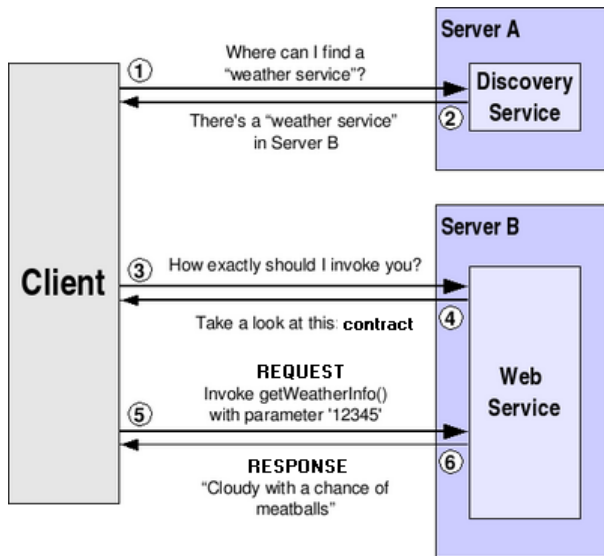 Server A
①
Where can I find a
“weather service”?
Discovery
Service
②
There's a “weather service”
in Server B
Server B
Client
③
How exactly should I invoke you?
Take a look at this: contract
④
REQUEST
Invoke getWeatherInfo()
with parameter '12345'
⑤
Web
Service
⑥
RESPONSE
“Cloudy with a chance of
meatballs”